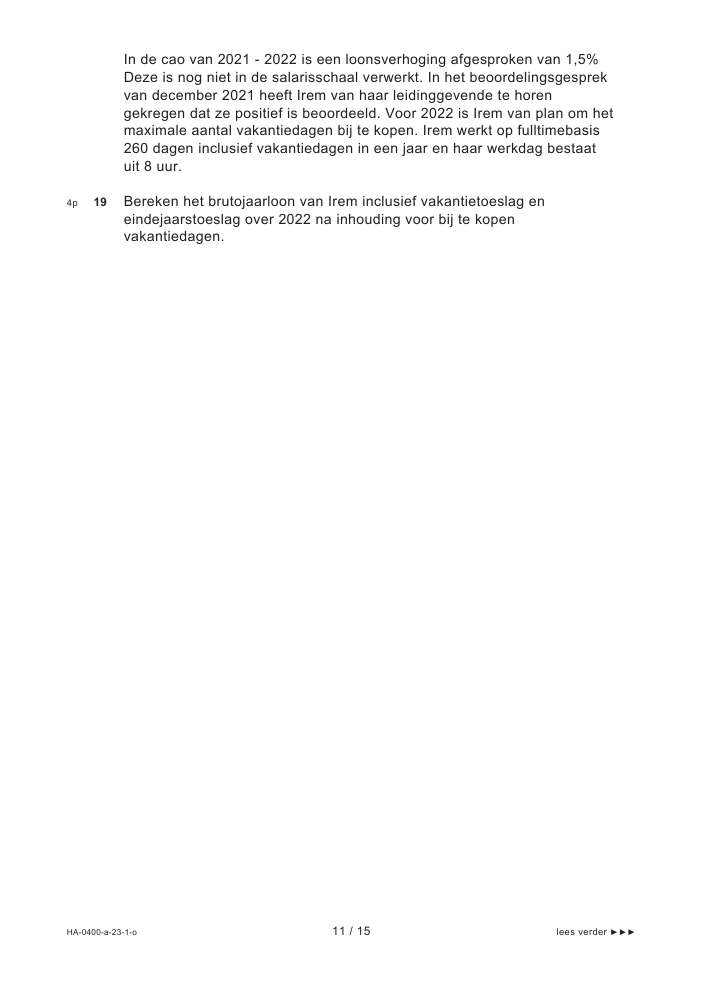 In de cao van 2021 - 2022 is een loonsverhoging afgesproken van 1,5%
Deze is nog niet in de salarisschaal verwerkt. In het beoordelingsgesprek
van december 2021 heeft Irem van haar leidinggevende te horen
gekregen dat ze positief is beoordeeld. Voor 2022 is Irem van plan om het
maximale aantal vakantiedagen bij te kopen. Irem werkt op fulltimebasis
260 dagen inclusief vakantiedagen in een jaar en haar werkdag bestaat
uit 8 uur.
4p 19 Bereken het brutojaarloon van Irem inclusief vakantietoeslag en
eindejaarstoeslag over 2022 na inhouding voor bij te kopen
vakantiedagen.
HA-0400-a-23-1-o 11 / 15 lees verder ►►►